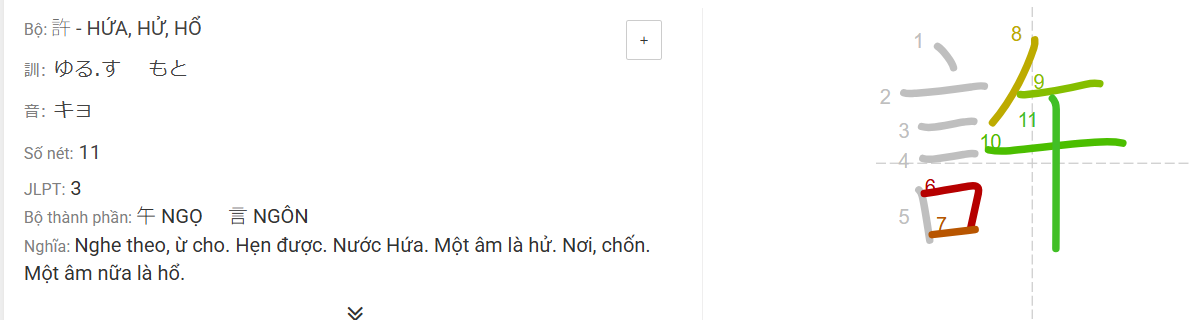 Bộ: 許 - HỨA, HỬ, HỔ
+
訓: ゆる.す もと
音: キョ
Số nét: 11
JLPT: 3
Bộ thành phần: 午 NGỌ 言 NGÔN
Nghĩa: Nghe theo, ừ cho. Hẹn được. Nước Hứa. Một âm là hử. Nơi, chốn.
Một âm nữa là hổ.
1
2
3
4
5
6
7
8
9
10
11
許